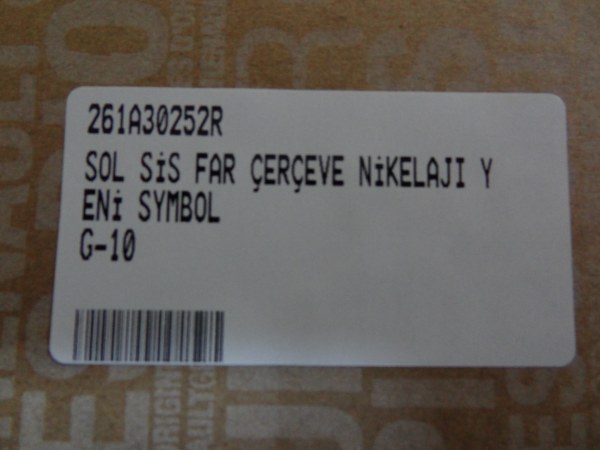 261A30252R
SOL SİS FAR ÇERÇEVE NİKELAJI Y
ENİ SYMBOL
G-10